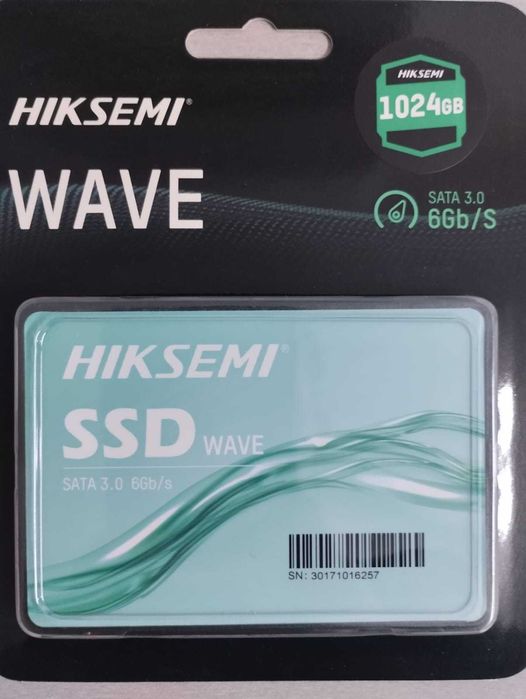 HIKSEMI®
WAVE
HIKSEMI
1024GB
SATA 3.0
6Gb/S
HIKSEMI®
SSD WAVE
SATA 3.0 6Gb/s
SN: 30171016257